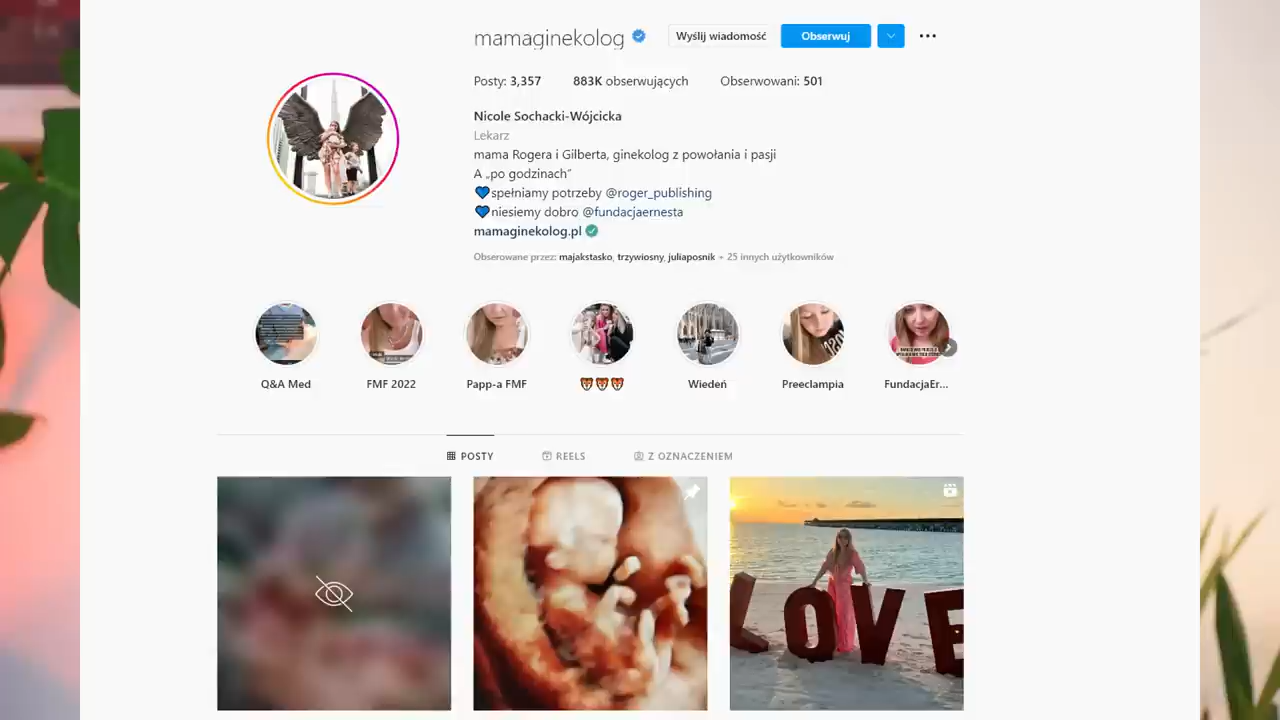 mamaginekolog
Wyślij wiadomość
Obserwuj
Posty: 3,357 883K obserwujących Obserwowani: 501
Nicole Sochacki-Wójcicka
Lekarz
mama Rogera i Gilberta, ginekolog z powołania i pasji
A „po godzinach"
💙spełniamy potrzeby @roger_publishing
💙niesiemy dobro @fundacjaernesta
mamaginekolog.pl
Obserowane przez: majakstasko, trzywiosny, juliaposnik + 25 innych użytkowników
Q&A Med
FMF 2022
Papp-a FMF
🐯🐯🐯
Wiedeń
Preeclampia
FundacjaEr...
POSTY
REELS
Z OZNACZENIEM
LOVE